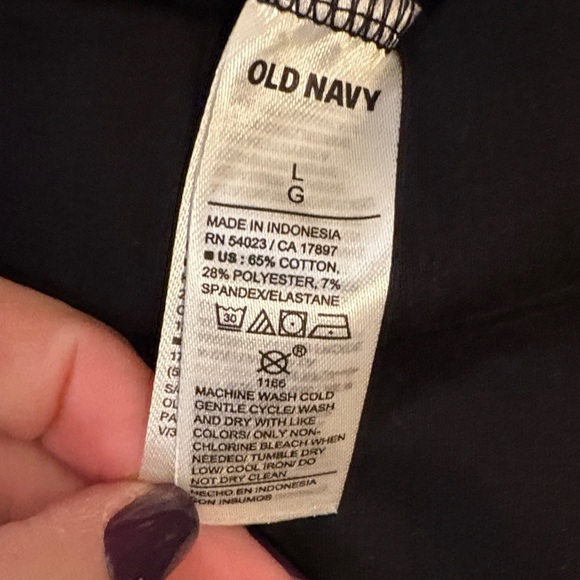 OLD NAVY
L
G
MADE IN INDONESIA
RN 54023 / CA 17897
■ US : 65% COTTON,
28% POLYESTER, 7%
SPANDEX/ELASTANE
30
®
1166
MACHINE WASH COLD
GENTLE CYCLE/ WASH
AND DRY WITH LIKE
COLORS/ ONLY NON-
CHLORINE BLEACH WHEN
NEEDED/ TUMBLE DRY
LOW/ COOL IRON/ DO
NOT DRY CLEAN
HECHO EN INDONESIA
CON INSUMOS